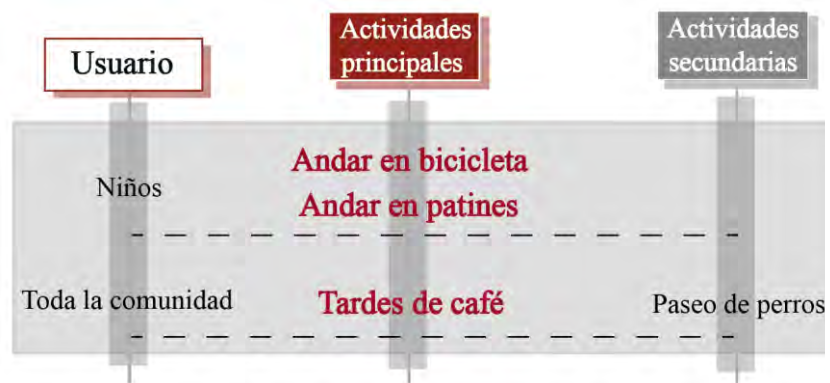 Usuario
Actividades
principales
Actividades
secundarias
Niños
Andar en bicicleta
Andar en patines
Toda la comunidad
Tardes de café
Paseo de perros